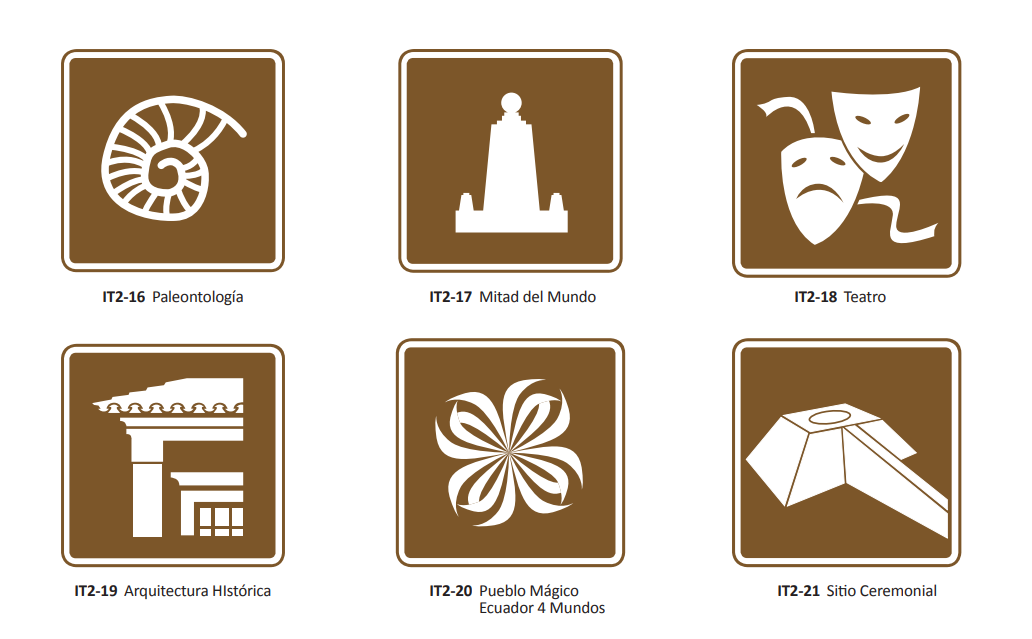 IT2-16 Paleontología
IT2-17 Mitad del Mundo
IT2-18 Teatro
IT2-19 Arquitectura HIstórica
IT2-20 Pueblo Mágico
Ecuador 4 Mundos
IT2-21 Sitio Ceremonial